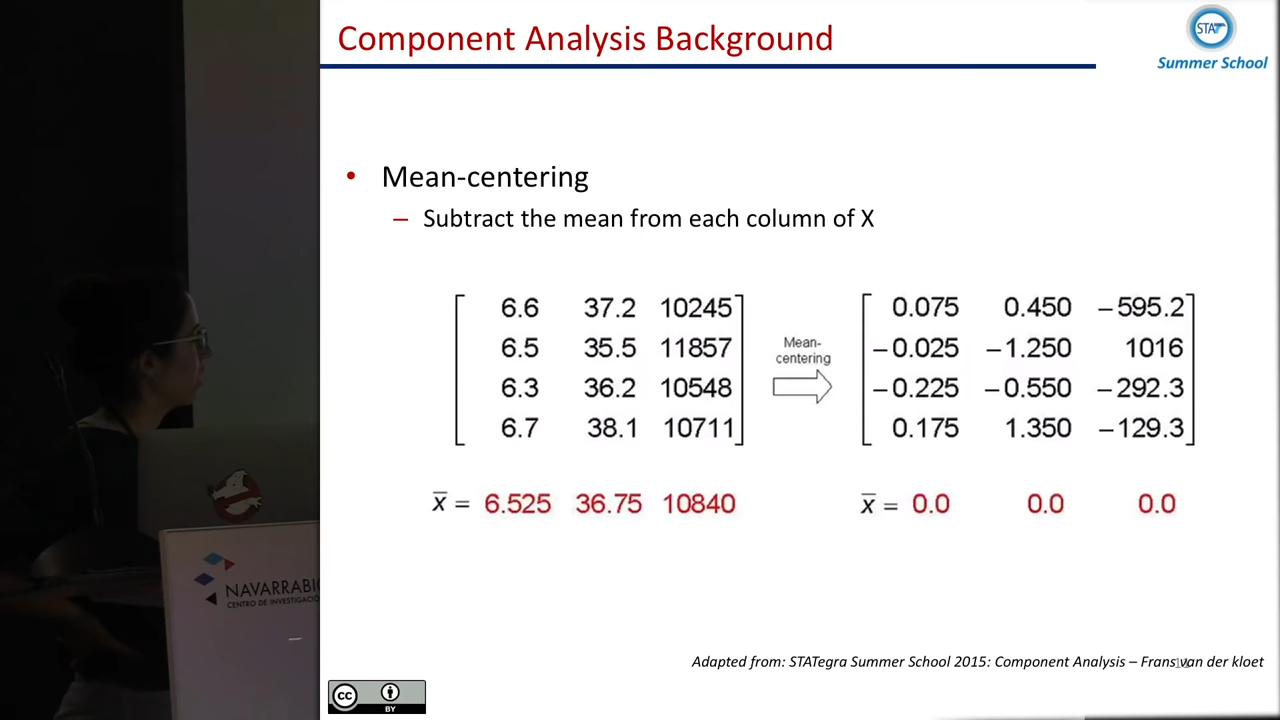 Component Analysis Background
STAT
Summer School
• Mean-centering
– Subtract the mean from each column of X
6.6 37.2 10245
6.5 35.5 11857
6.3 36.2 10548
6.7 38.1 10711
Mean-
centering
0.075 0.450 –595.2
–0.025 –1.250 1016
–0.225 –0.550 –292.3
0.175 1.350 –129.3
x̄ = 6.525 36.75 10840
x̄ = 0.0 0.0 0.0
CENTRO DE INVESTIGACIÓ
Adapted from: STATegra Summer School 2015: Component Analysis – Frans van der kloet
cc
BY